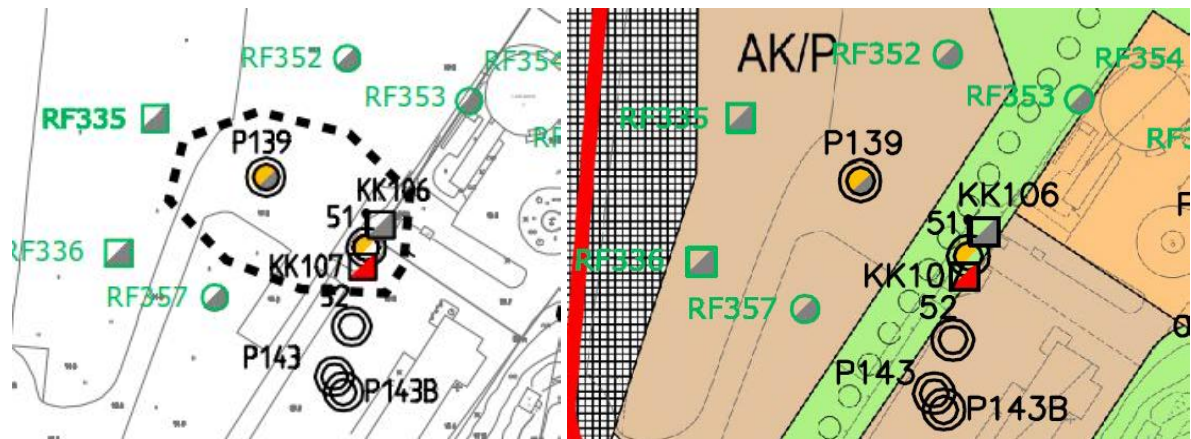 RF352
RF354
RF353
RF335
P139
KK106
51
RF336
KK107
RF357
52
P143
P143B
AK/P
RF352
RF354
RF353
RF335
P139
KK106
51
RF336
KK10
RF357
52
P143
P143B